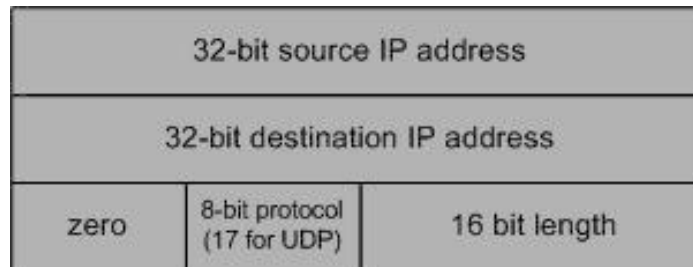 32-bit source IP address
32-bit destination IP address
zero
8-bit protocol
(17 for UDP)
16 bit length